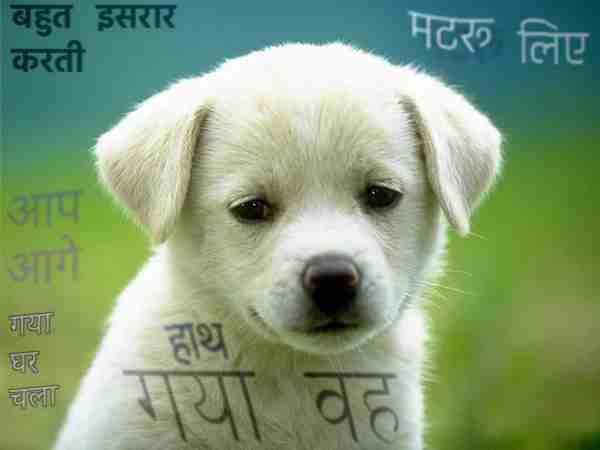 बहुत इसरार
करती
मटरू लिए
आप
आगे
गया
घर
चला
हाथ
गया वह